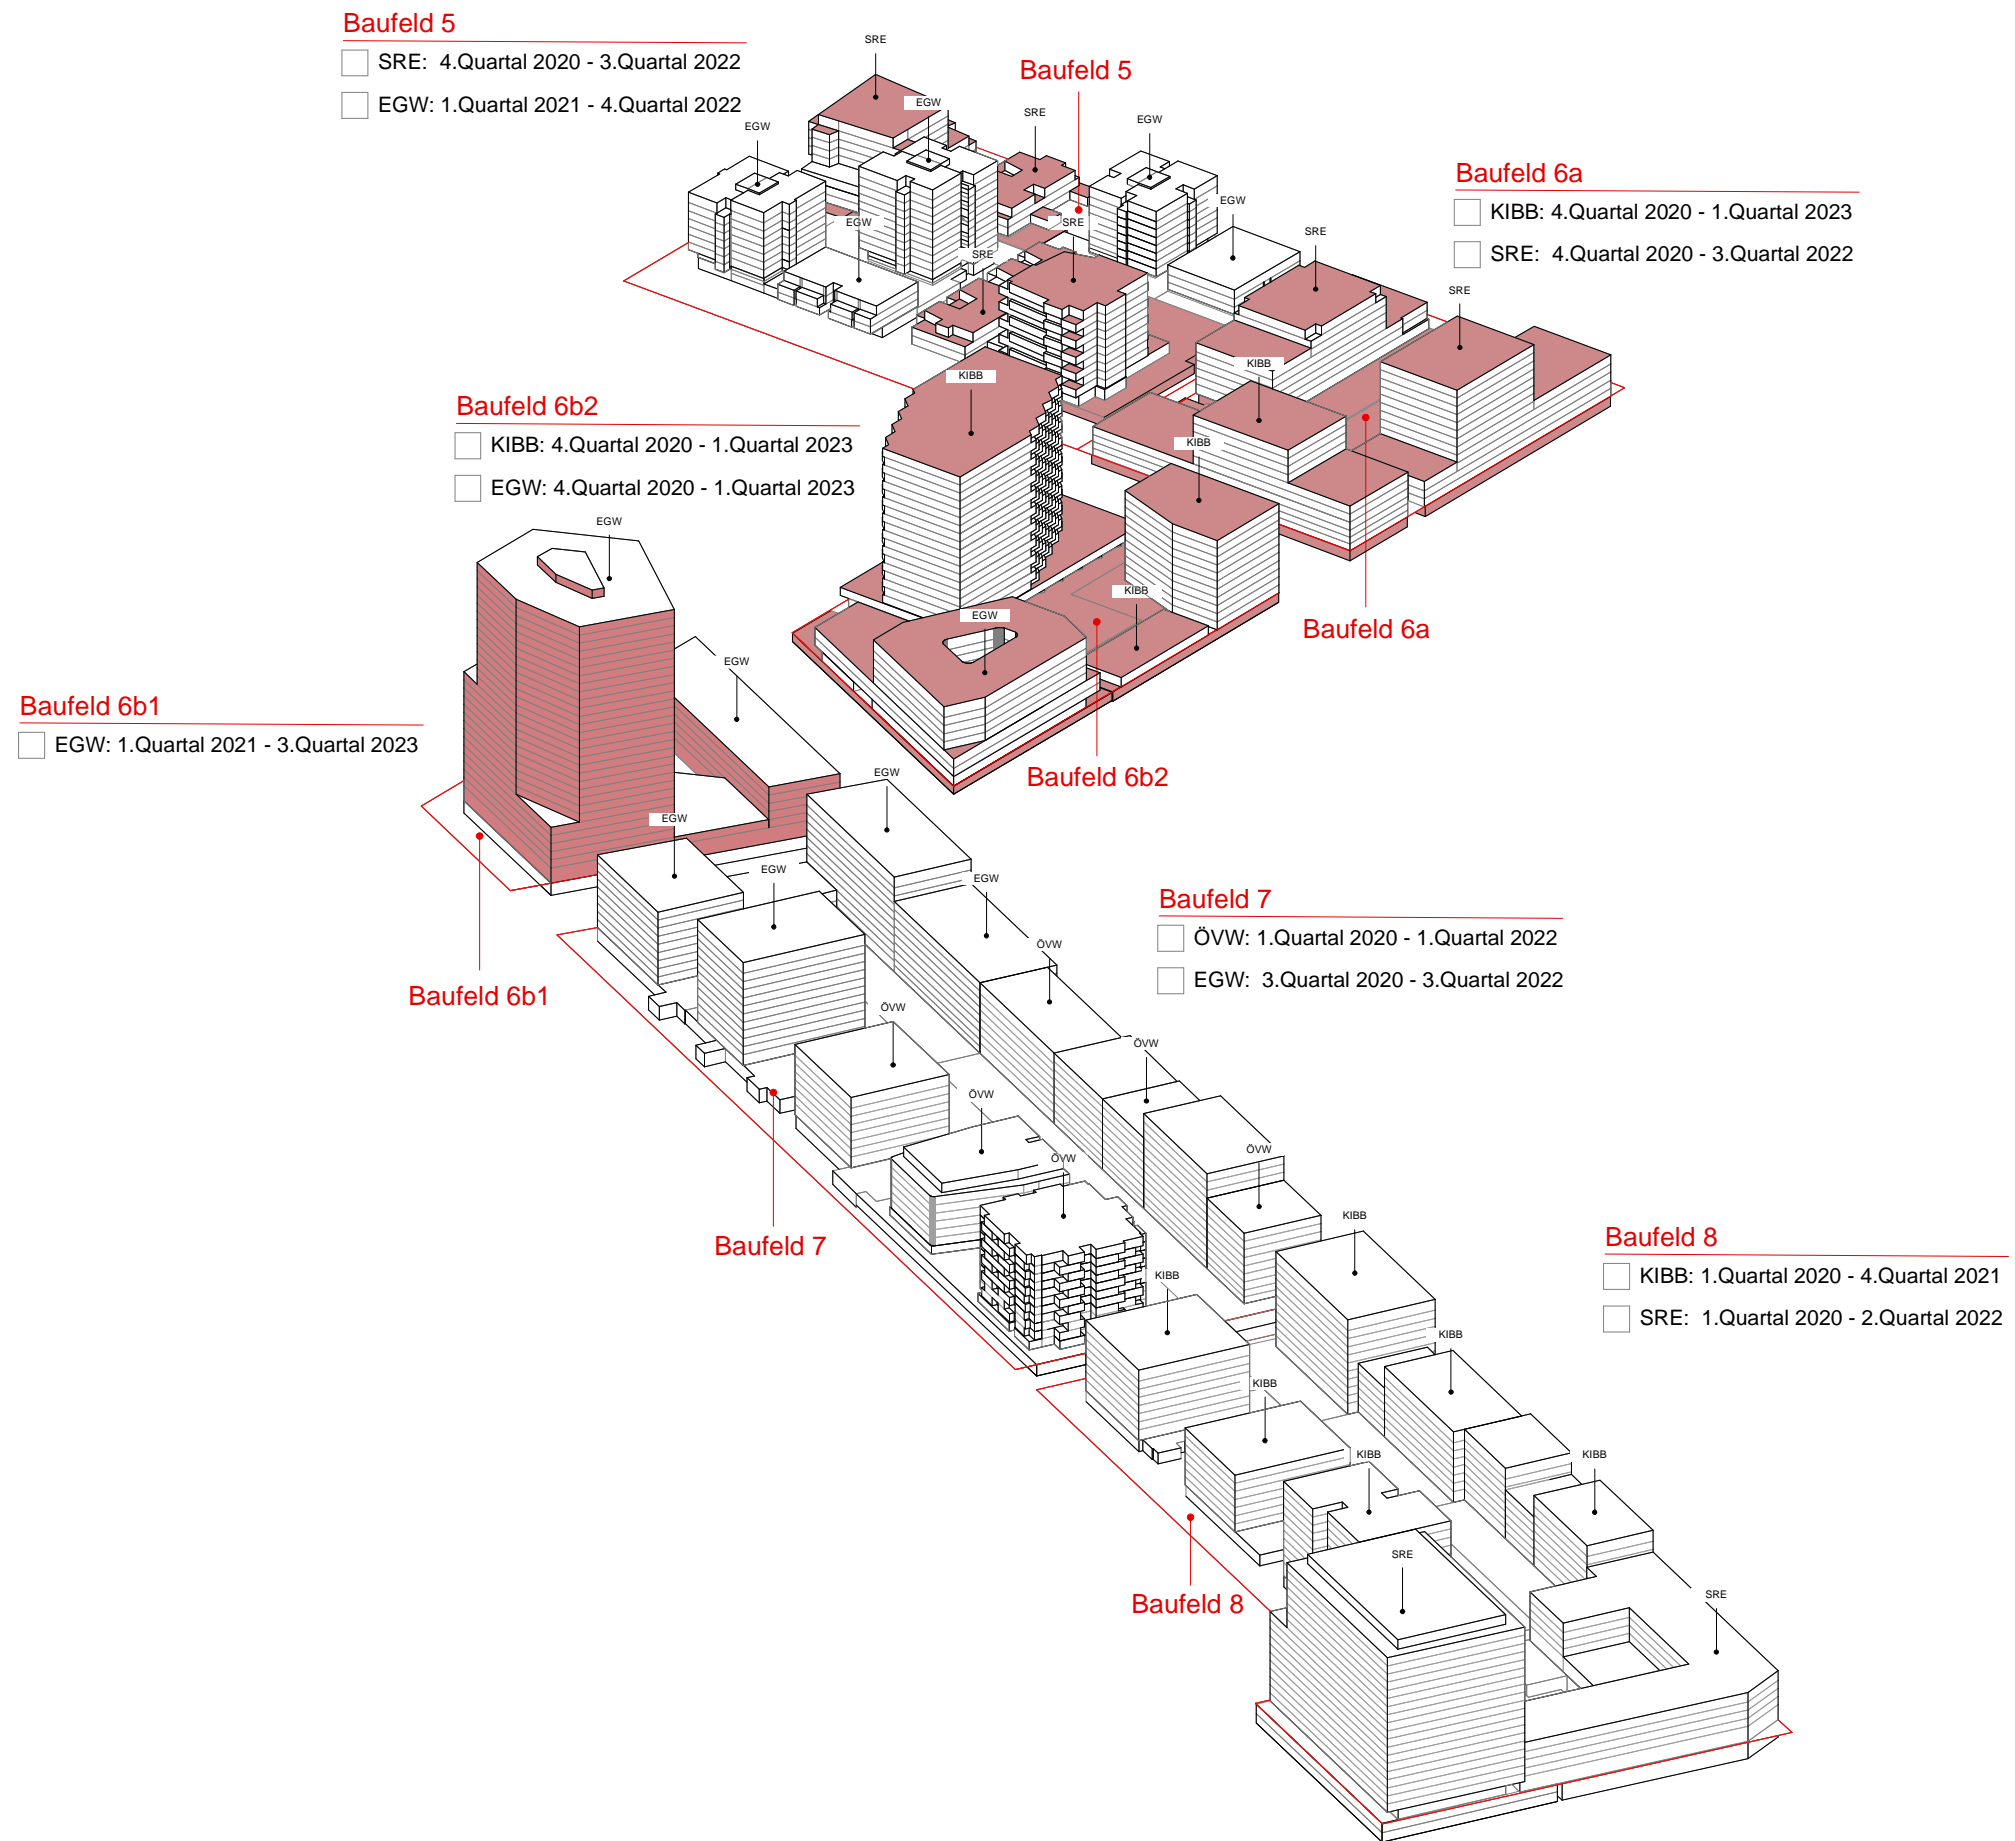 Baufeld 5
SRE: 4.Quartal 2020 - 3.Quartal 2022
EGW: 1.Quartal 2021 - 4.Quartal 2022
SRE
Baufeld 5
EGW
SRE
EGW
EGW
Baufeld 6a
KIBB: 4.Quartal 2020 - 1.Quartal 2023
SRE: 4.Quartal 2020 - 3.Quartal 2022
EGW
EGW
SRE
SRE
SRE
SRE
KIBB
KIBB
Baufeld 6b2
KIBB: 4.Quartal 2020 - 1.Quartal 2023
EGW: 4.Quartal 2020 - 1.Quartal 2023
KIBB
EGW
KIBB
EGW
Baufeld 6a
EGW
Baufeld 6b1
EGW: 1.Quartal 2021 - 3.Quartal 2023
Baufeld 6b2
EGW
EGW
EGW
EGW
Baufeld 7
ÖVW: 1.Quartal 2020 - 1.Quartal 2022
EGW: 3.Quartal 2020 - 3.Quartal 2022
ÖVW
Baufeld 6b1
ÖVW
ÖVW
ÖVW
ÖVW
ÖVW
KIBB
Baufeld 7
Baufeld 8
KIBB: 1.Quartal 2020 - 4.Quartal 2021
SRE: 1.Quartal 2020 - 2.Quartal 2022
KIBB
KIBB
KIBB
KIBB
KIBB
SRE
Baufeld 8
SRE